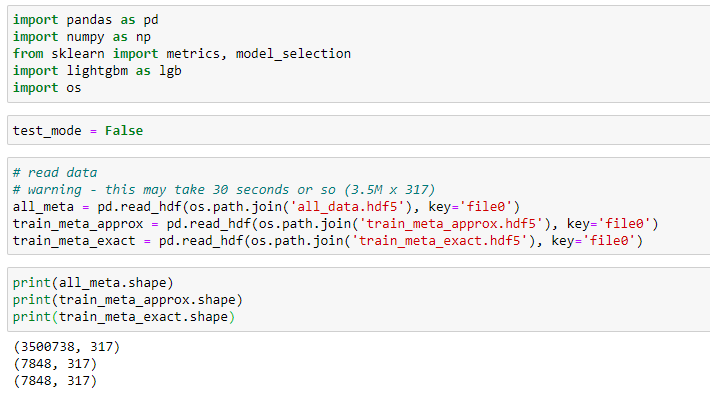 import pandas as pd
import numpy as np
from sklearn import metrics, model_selection
import lightgbm as lgb
import os
test_mode = False
# read data
# warning - this may take 30 seconds or so (3.5M x 317)
all_meta = pd.read_hdf(os.path.join('all_data.hdf5'), key='file0')
train_meta_approx = pd.read_hdf(os.path.join('train_meta_approx.hdf5'), key='file0')
train_meta_exact = pd.read_hdf(os.path.join('train_meta_exact.hdf5'), key='file0')
print(all_meta.shape)
print(train_meta_approx.shape)
print(train_meta_exact.shape)
(3500738, 317)
(7848, 317)
(7848, 317)